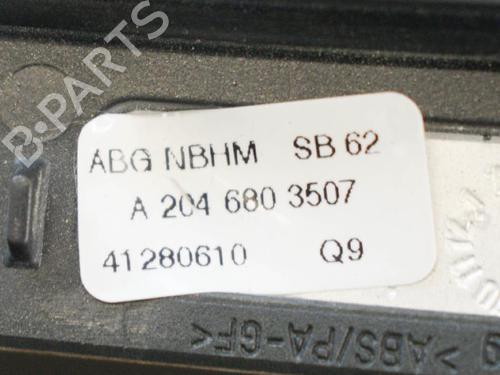 B-PARTS
ABG NBHM SB 62
A 204 680 3507
41280610 Q9
>ABS/PA-GF<